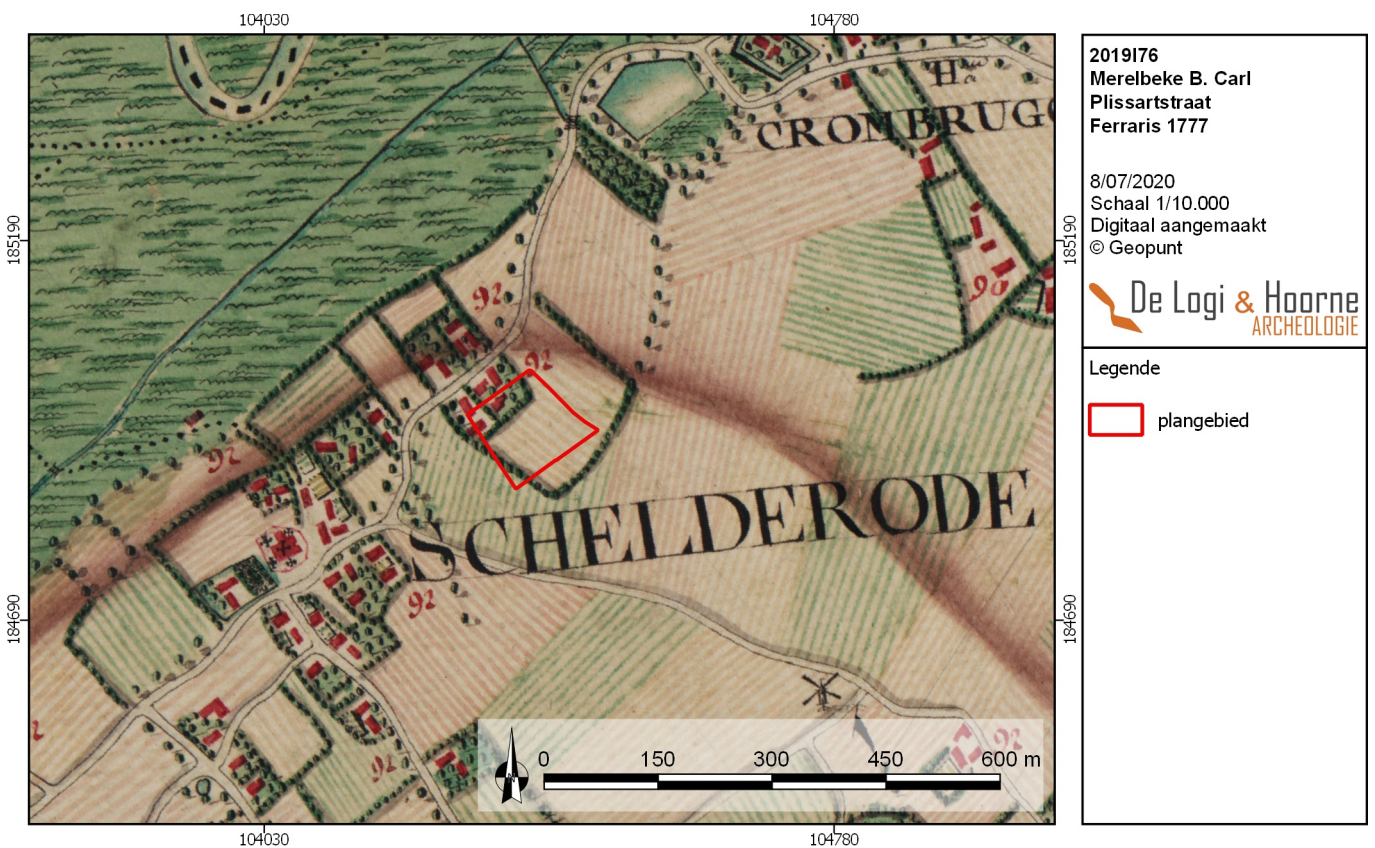 104030
104780
185190
185190
184690
184690
104030
104780
CROMBRUGG
SCHELDERODE
92
92
92
92
92
92
90
N
0 150 300 450 600 m
2019I76
Merelbeke B. Carl
Plissartstraat
Ferraris 1777
8/07/2020
Schaal 1/10.000
Digitaal aangemaakt
© Geopunt
De Logi & Hoorne
ARCHEOLOGIE
Legende
plangebied